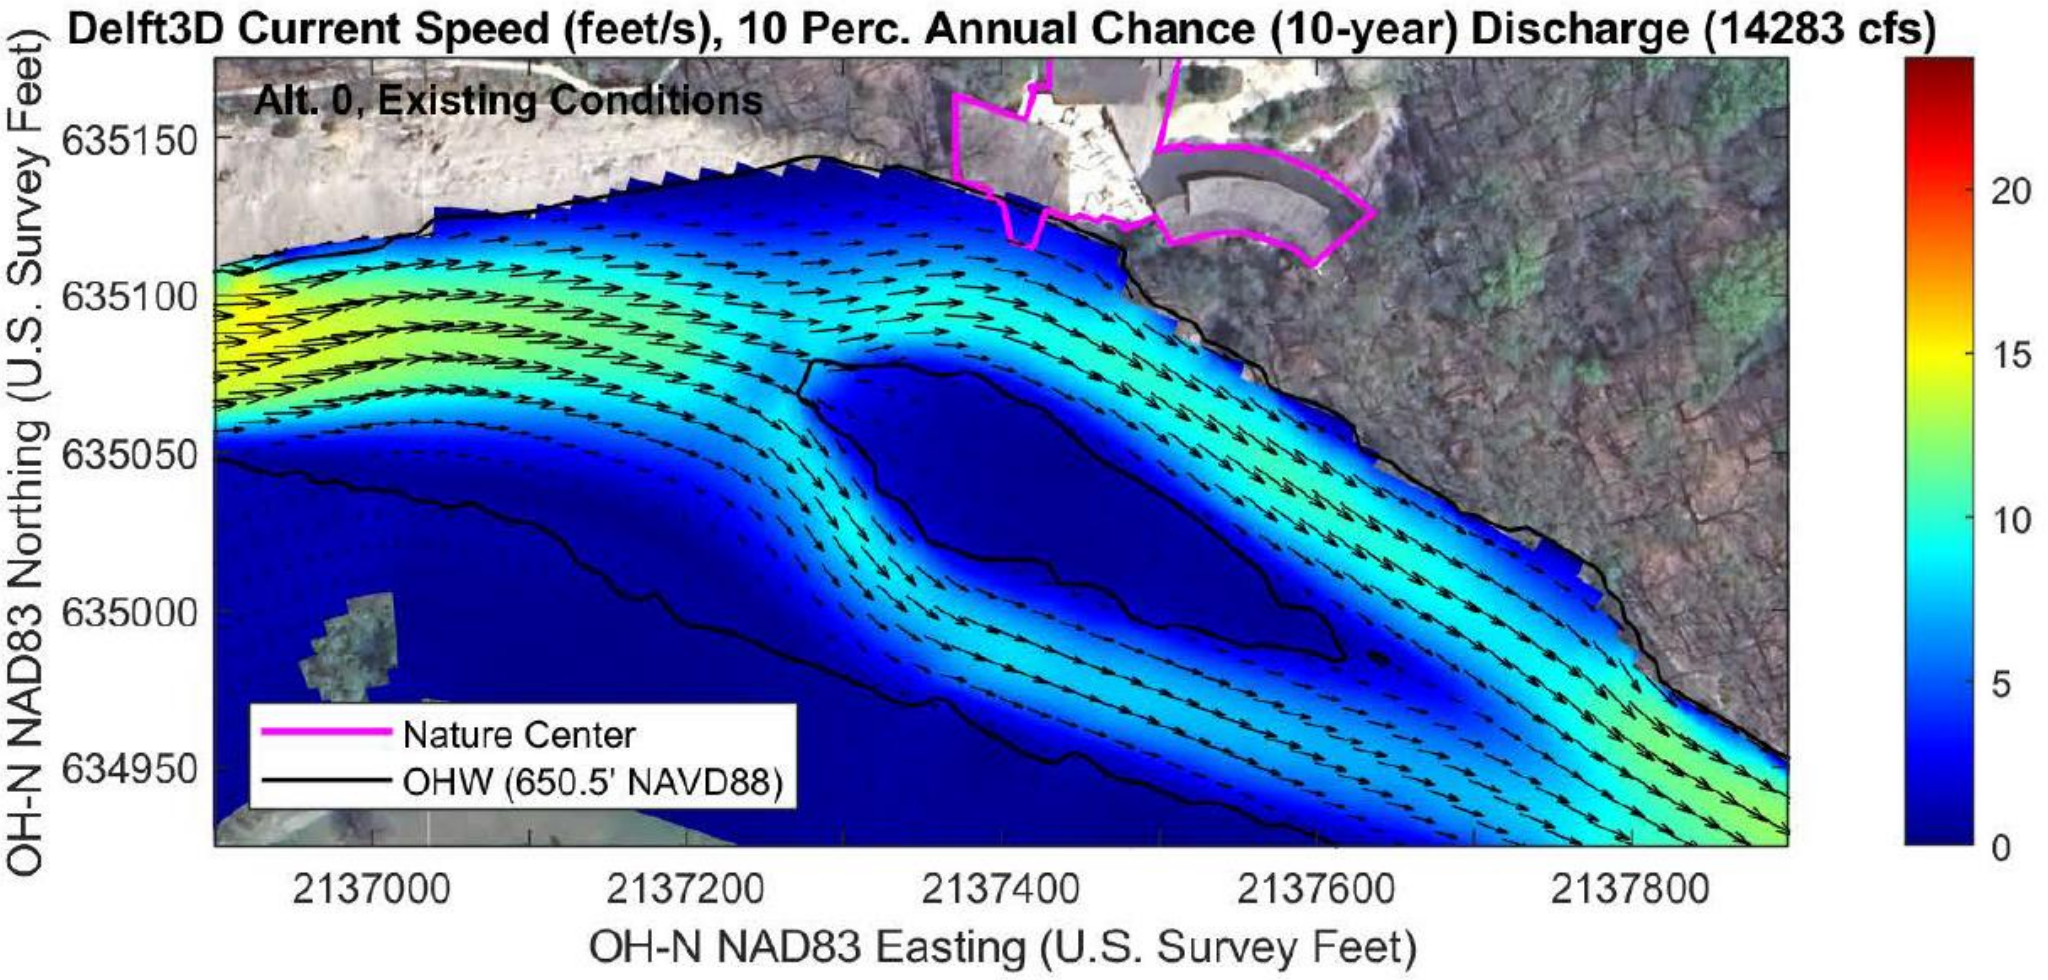 Delft3D Current Speed (feet/s), 10 Perc. Annual Chance (10-year) Discharge (14283 cfs)
Alt. 0, Existing Conditions
OH-N NAD83 Northing (U.S. Survey Feet)
635150
635100
635050
635000
634950
Nature Center
OHW (650.5' NAVD88)
20
15
10
5
0
2137000 2137200 2137400 2137600 2137800
OH-N NAD83 Easting (U.S. Survey Feet)